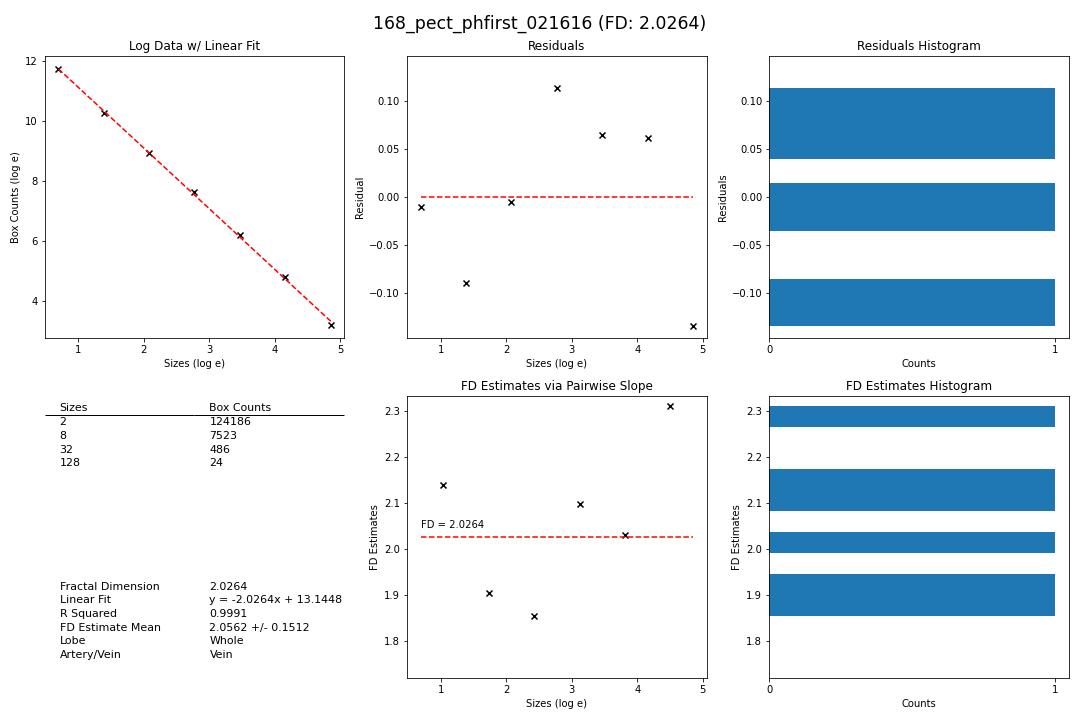 168_pect_phfirst_021616 (FD: 2.0264)
Log Data w/ Linear Fit
12
10
8
6
4
1 2 3 4 5
Box Counts (log e)
Sizes (log e)
Residuals
0.10
0.05
0.00
−0.05
−0.10
1 2 3 4 5
Residual
Sizes (log e)
Residuals Histogram
0.10
0.05
0.00
−0.05
−0.10
0 1
Residuals
Counts
Sizes Box Counts
2 124186
8 7523
32 486
128 24
Fractal Dimension 2.0264
Linear Fit y = -2.0264x + 13.1448
R Squared 0.9991
FD Estimate Mean 2.0562 +/- 0.1512
Lobe Whole
Artery/Vein Vein
FD Estimates via Pairwise Slope
2.3
2.2
2.1
2.0
1.9
1.8
FD = 2.0264
1 2 3 4 5
FD Estimates
Sizes (log e)
FD Estimates Histogram
2.3
2.2
2.1
2.0
1.9
1.8
0 1
FD Estimates
Counts